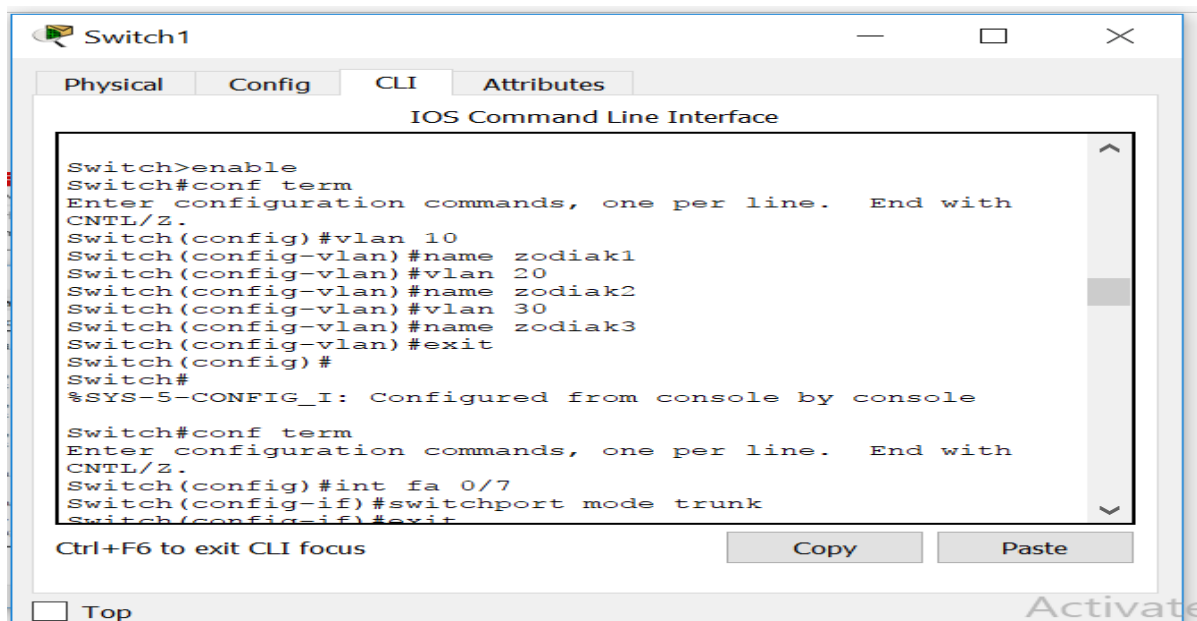 Switch1
Physical Config CLI Attributes
IOS Command Line Interface
Switch>enable
Switch#conf term
Enter configuration commands, one per line.  End with
CNTL/Z.
Switch(config)#vlan 10
Switch(config-vlan)#name zodiak1
Switch(config-vlan)#vlan 20
Switch(config-vlan)#name zodiak2
Switch(config-vlan)#vlan 30
Switch(config-vlan)#name zodiak3
Switch(config-vlan)#exit
Switch(config)#
Switch#
%SYS-5-CONFIG_I: Configured from console by console
Switch#conf term
Enter configuration commands, one per line.  End with
CNTL/Z.
Switch(config)#int fa 0/7
Switch(config-if)#switchport mode trunk
Switch(config-if)#exit
Ctrl+F6 to exit CLI focus
Copy Paste
Top
Activate